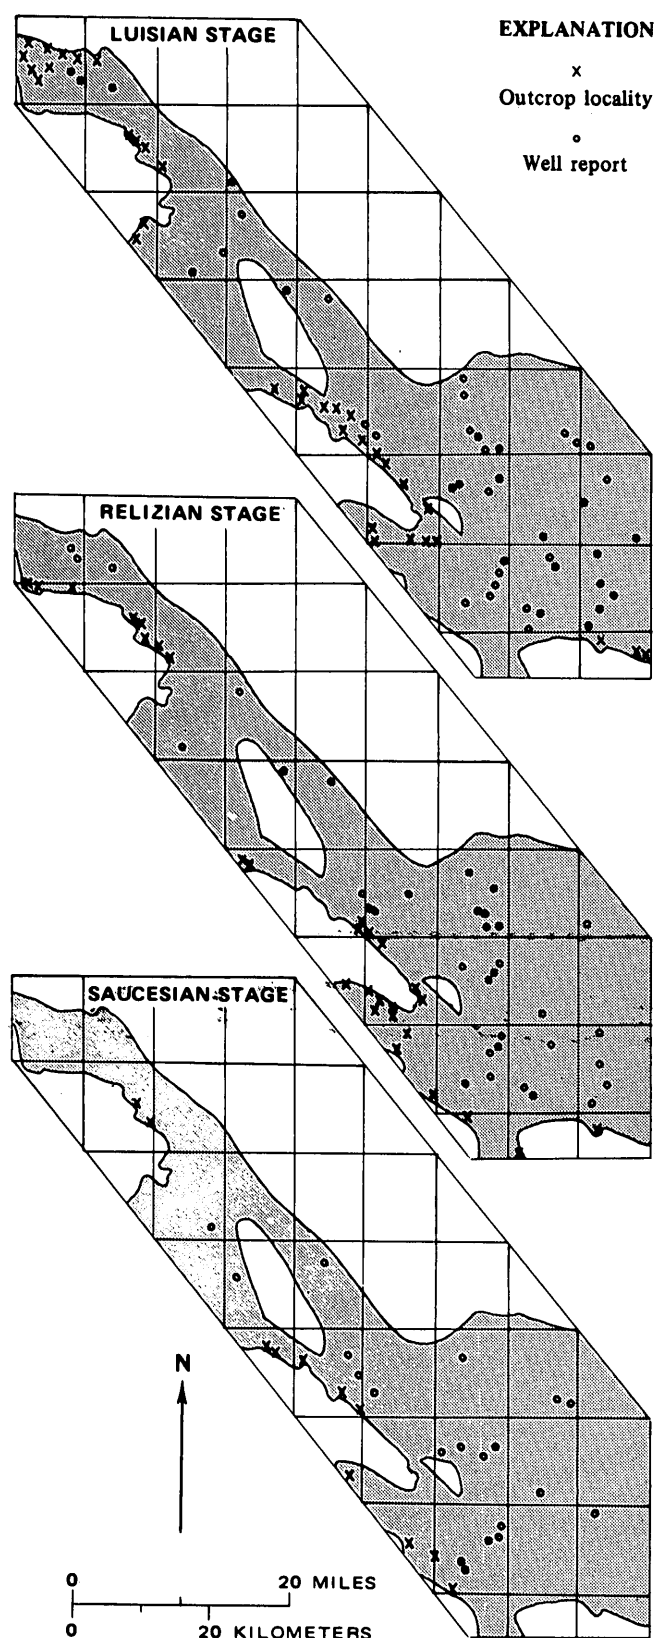 LUISIAN STAGE
EXPLANATION
x
Outcrop locality
o
Well report
RELIZIAN STAGE
SAUCESIAN STAGE
N
0 20 MILES
0 20 KILOMETERS